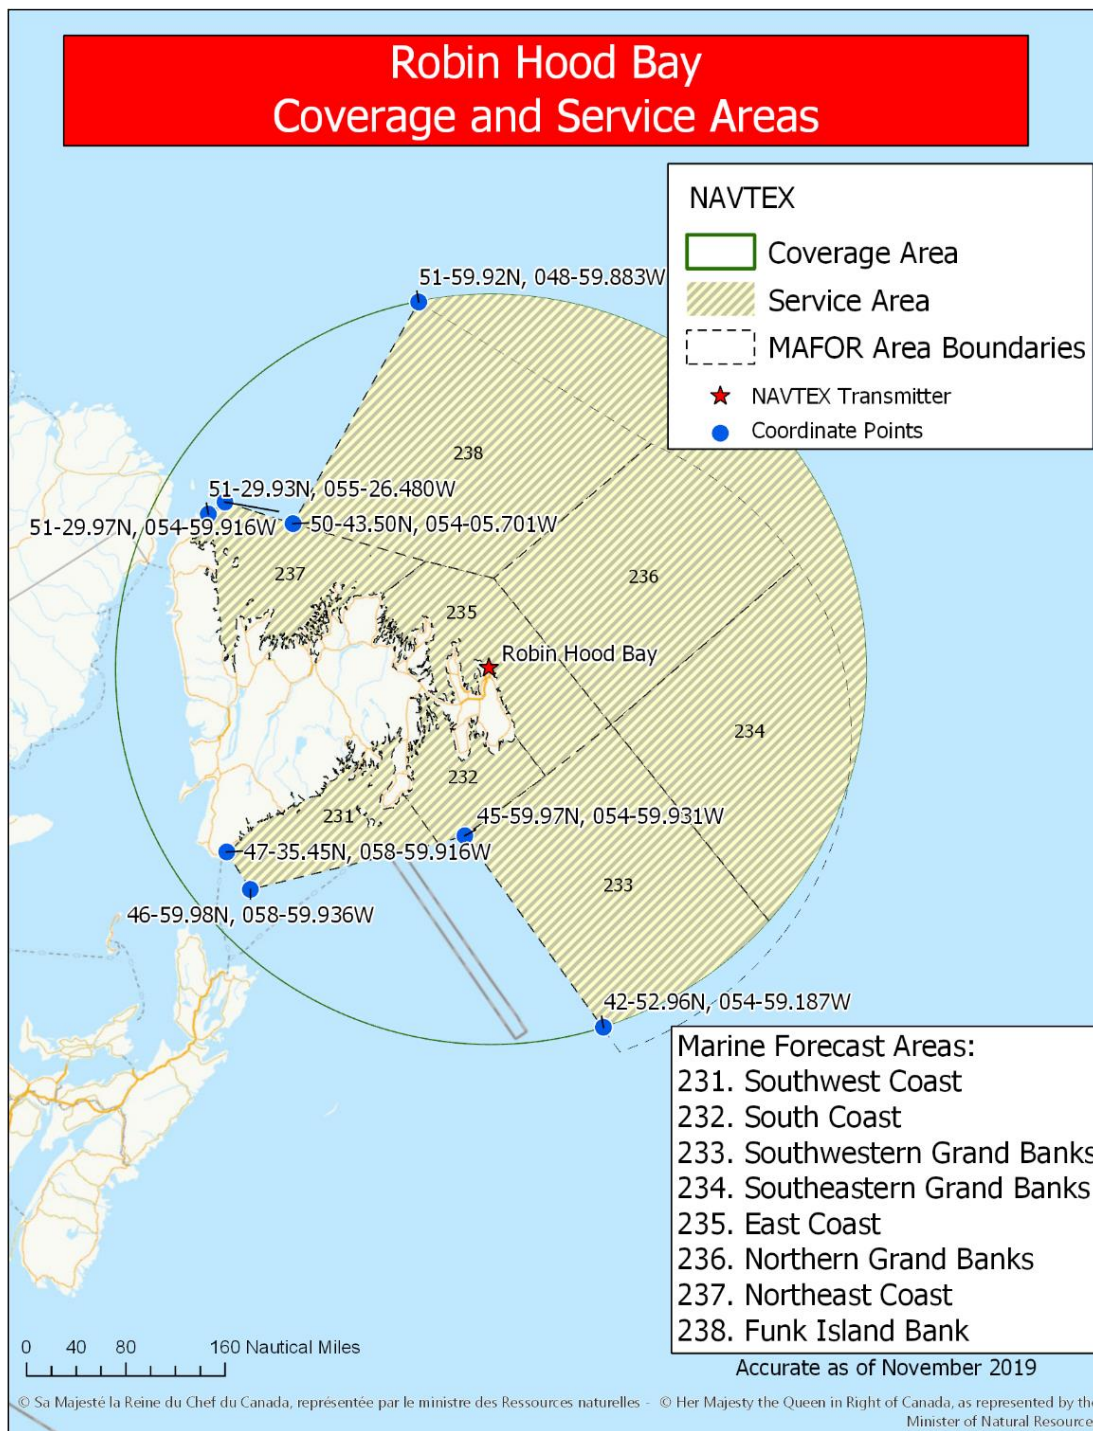 Robin Hood Bay
Coverage and Service Areas
NAVTEX
Coverage Area
Service Area
MAFOR Area Boundaries
NAVTEX Transmitter
Coordinate Points
51-59.92N, 048-59.883W
238
51-29.93N, 055-26.480W
51-29.97N, 054-59.916W
50-43.50N, 054-05.701W
237
236
235
Robin Hood Bay
234
232
231
45-59.97N, 054-59.931W
47-35.45N, 058-59.916W
233
46-59.98N, 058-59.936W
42-52.96N, 054-59.187W
Marine Forecast Areas:
231. Southwest Coast
232. South Coast
233. Southwestern Grand Banks
234. Southeastern Grand Banks
235. East Coast
236. Northern Grand Banks
237. Northeast Coast
238. Funk Island Bank
0 40 80 160 Nautical Miles
Accurate as of November 2019
© Sa Majesté la Reine du Chef du Canada, représentée par le ministre des Ressources naturelles - © Her Majesty the Queen in Right of Canada, as represented by the
Minister of Natural Resource